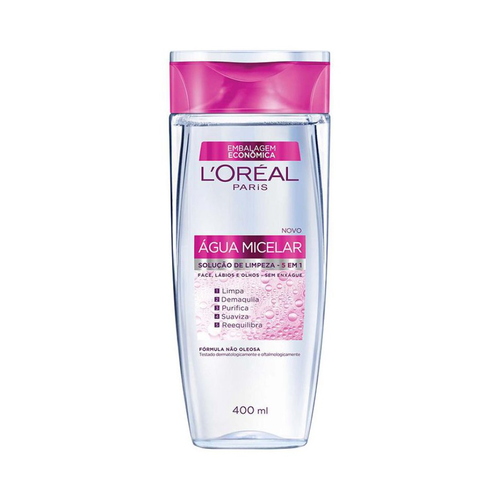 EMBALAGEM
ECONÔMICA
L'ORÉAL
PARIS
NOVO
ÁGUA MICELAR
SOLUÇÃO DE LIMPEZA - 5 EM 1
FACE, LÁBIOS E OLHOS - SEM ENXÁGUE
1 Limpa
2 Demaquila
3 Purifica
4 Suaviza
5 Reequilibra
FÓRMULA NÃO OLEOSA
Testado dermatologicamente e oftalmologicamente
400 ml